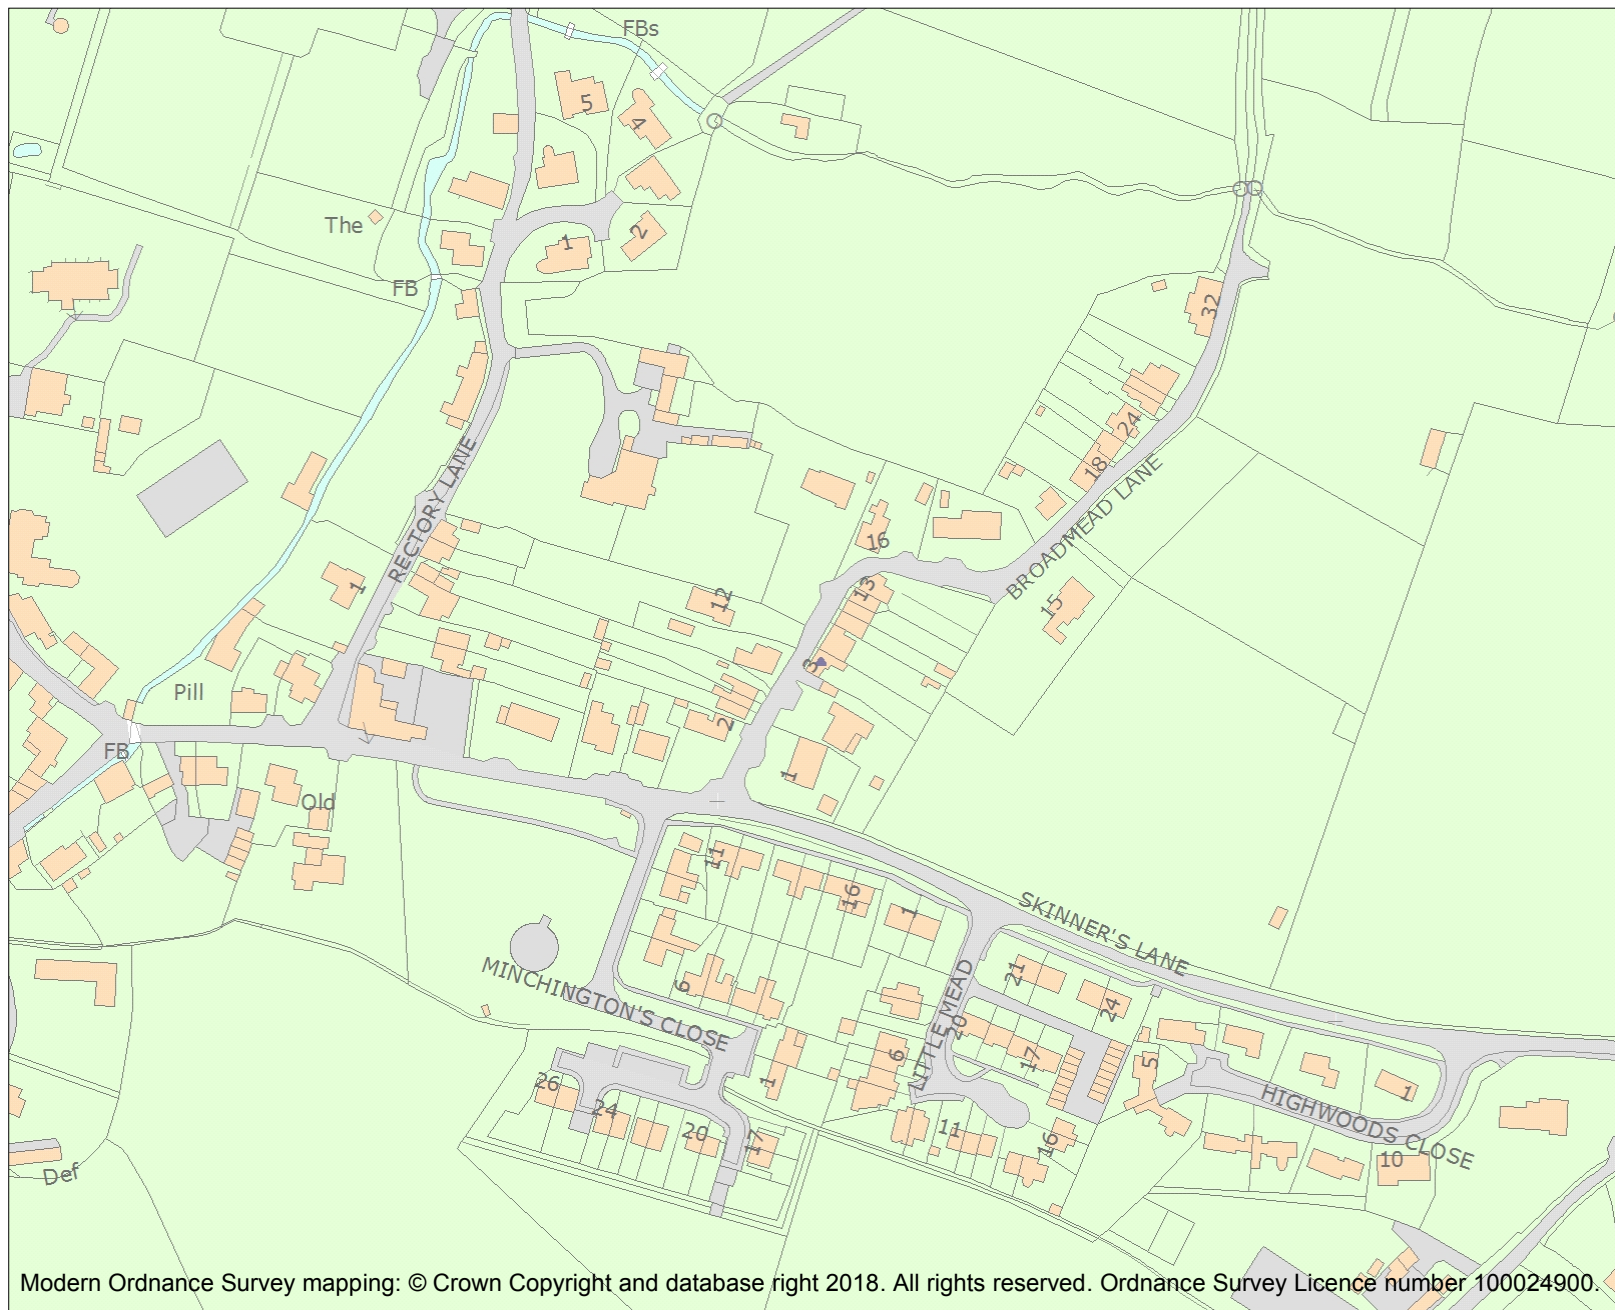 FBs
5
4
The
1
2
FB
32
24
18
RECTORY LANE
16
BROADMEAD LANE
1
12
13
15
3
Pill
2
FB
1
Old
11
16
1
SKINNER'S LANE
MINCHINGTON'S CLOSE
6
21
LITTLE MEAD
24
20
17
6
5
1
HIGHWOODS CLOSE
1
26
24
20
17
11
16
10
Def
Modern Ordnance Survey mapping: © Crown Copyright and database right 2018. All rights reserved. Ordnance Survey Licence number 100024900.